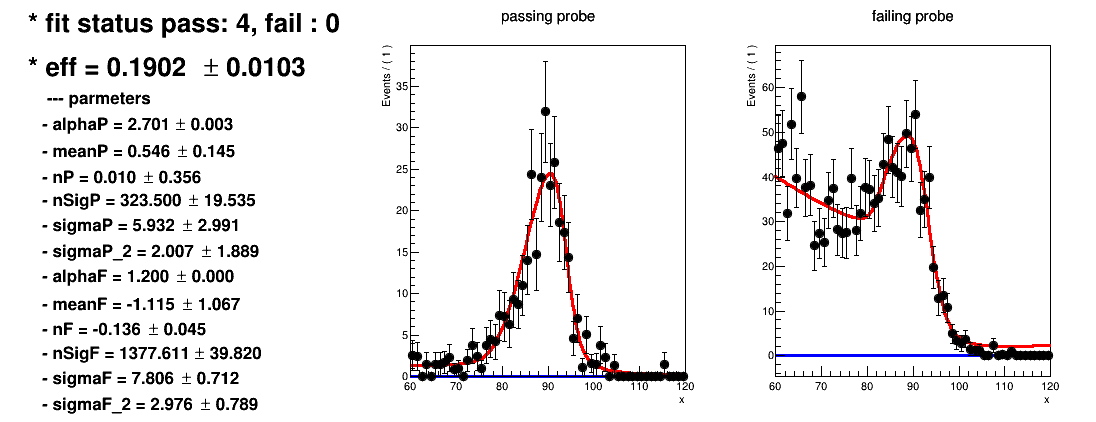 * fit status pass: 4, fail : 0
* eff = 0.1902 ± 0.0103
--- parmeters
- alphaP = 2.701 ± 0.003
- meanP = 0.546 ± 0.145
- nP = 0.010 ± 0.356
- nSigP = 323.500 ± 19.535
- sigmaP = 5.932 ± 2.991
- sigmaP_2 = 2.007 ± 1.889
- alphaF = 1.200 ± 0.000
- meanF = -1.115 ± 1.067
- nF = -0.136 ± 0.045
- nSigF = 1377.611 ± 39.820
- sigmaF = 7.806 ± 0.712
- sigmaF_2 = 2.976 ± 0.789
passing probe
Events / ( 1 )
35
30
25
20
15
10
5
0
60 70 80 90 100 110 120
x
failing probe
Events / ( 1 )
60
50
40
30
20
10
0
60 70 80 90 100 110 120
x